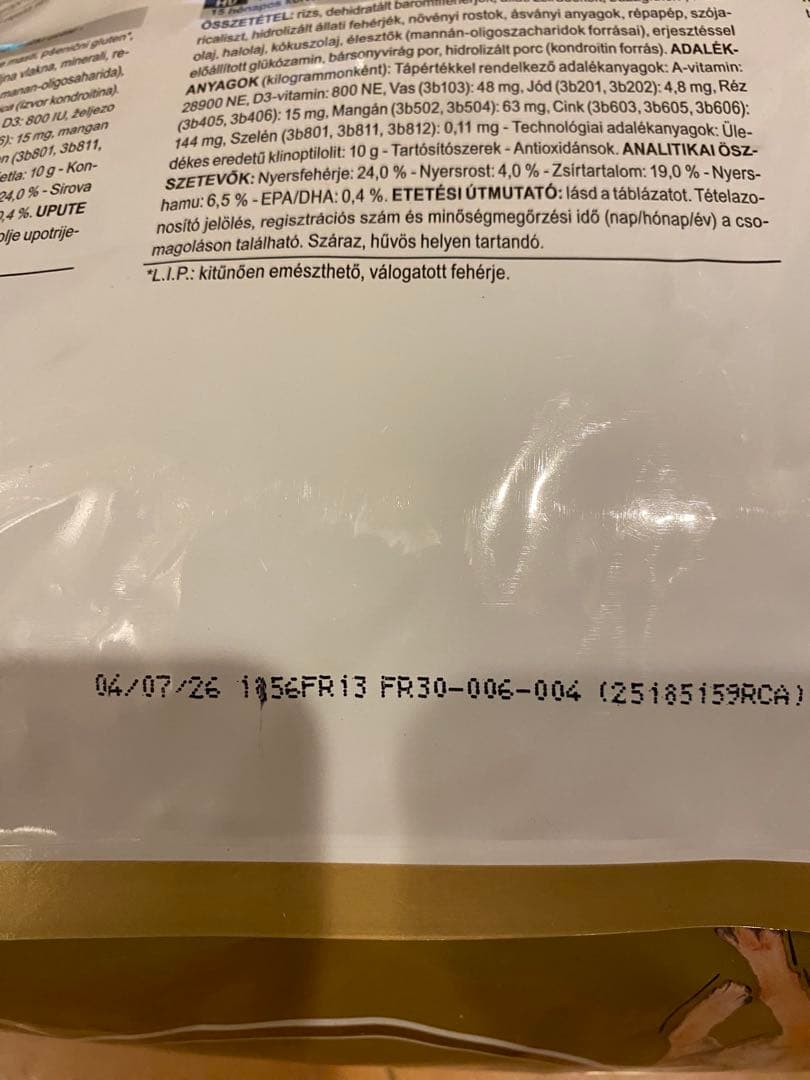 masli, pšenični gluten*,
vlakna, minerali, re-
manan-oligosaharida),
(izvor kondroitina).
D3: 800 IU, željezo
15 mg, mangan
(3b801, 3b811,
10 g - Kon-
24,0 % - Sirova
0,4 %. UPUTE
upotrije-
15 hónapos
ÖSSZETÉTEL: rizs, dehidratált
ricaliszt, hidrolizált állati fehérjék, növényi rostok, ásványi anyagok, répapép, szója-
olaj, halolaj, kókuszolaj, élesztők (mannán-oligoszacharidok forrásai), erjesztéssel
előállított glükózamin, bársonyvirág por, hidrolizált porc (kondroitin forrás). ADALÉK-
ANYAGOK (kilogrammonként): Tápértékkel rendelkező adalékanyagok: A-vitamin:
28900 NE, D3-vitamin: 800 NE, Vas (3b103): 48 mg, Jód (3b201, 3b202): 4,8 mg, Réz
(3b405, 3b406): 15 mg, Mangán (3b502, 3b504): 63 mg, Cink (3b603, 3b605, 3b606):
144 mg, Szelén (3b801, 3b811, 3b812): 0,11 mg - Technológiai adalékanyagok: Üle-
dékes eredetű klinoptilolit: 10 g - Tartósítószerek - Antioxidánsok. ANALITIKAI ÖSZ-
SZETEVŐK: Nyersfehérje: 24,0 % - Nyersrost: 4,0 % - Zsírtartalom: 19,0 % - Nyers-
hamu: 6,5 % - EPA/DHA: 0,4 %. ETETÉSI ÚTMUTATÓ: lásd a táblázatot. Tételazo-
nosító jelölés, regisztrációs szám és minőségmegőrzési idő (nap/hónap/év) a cso-
magoláson található. Száraz, hűvös helyen tartandó.
*L.I.P.: kitűnően emészthető, válogatott fehérje.
04/07/26 FR30-006-004 (25185159RCA)